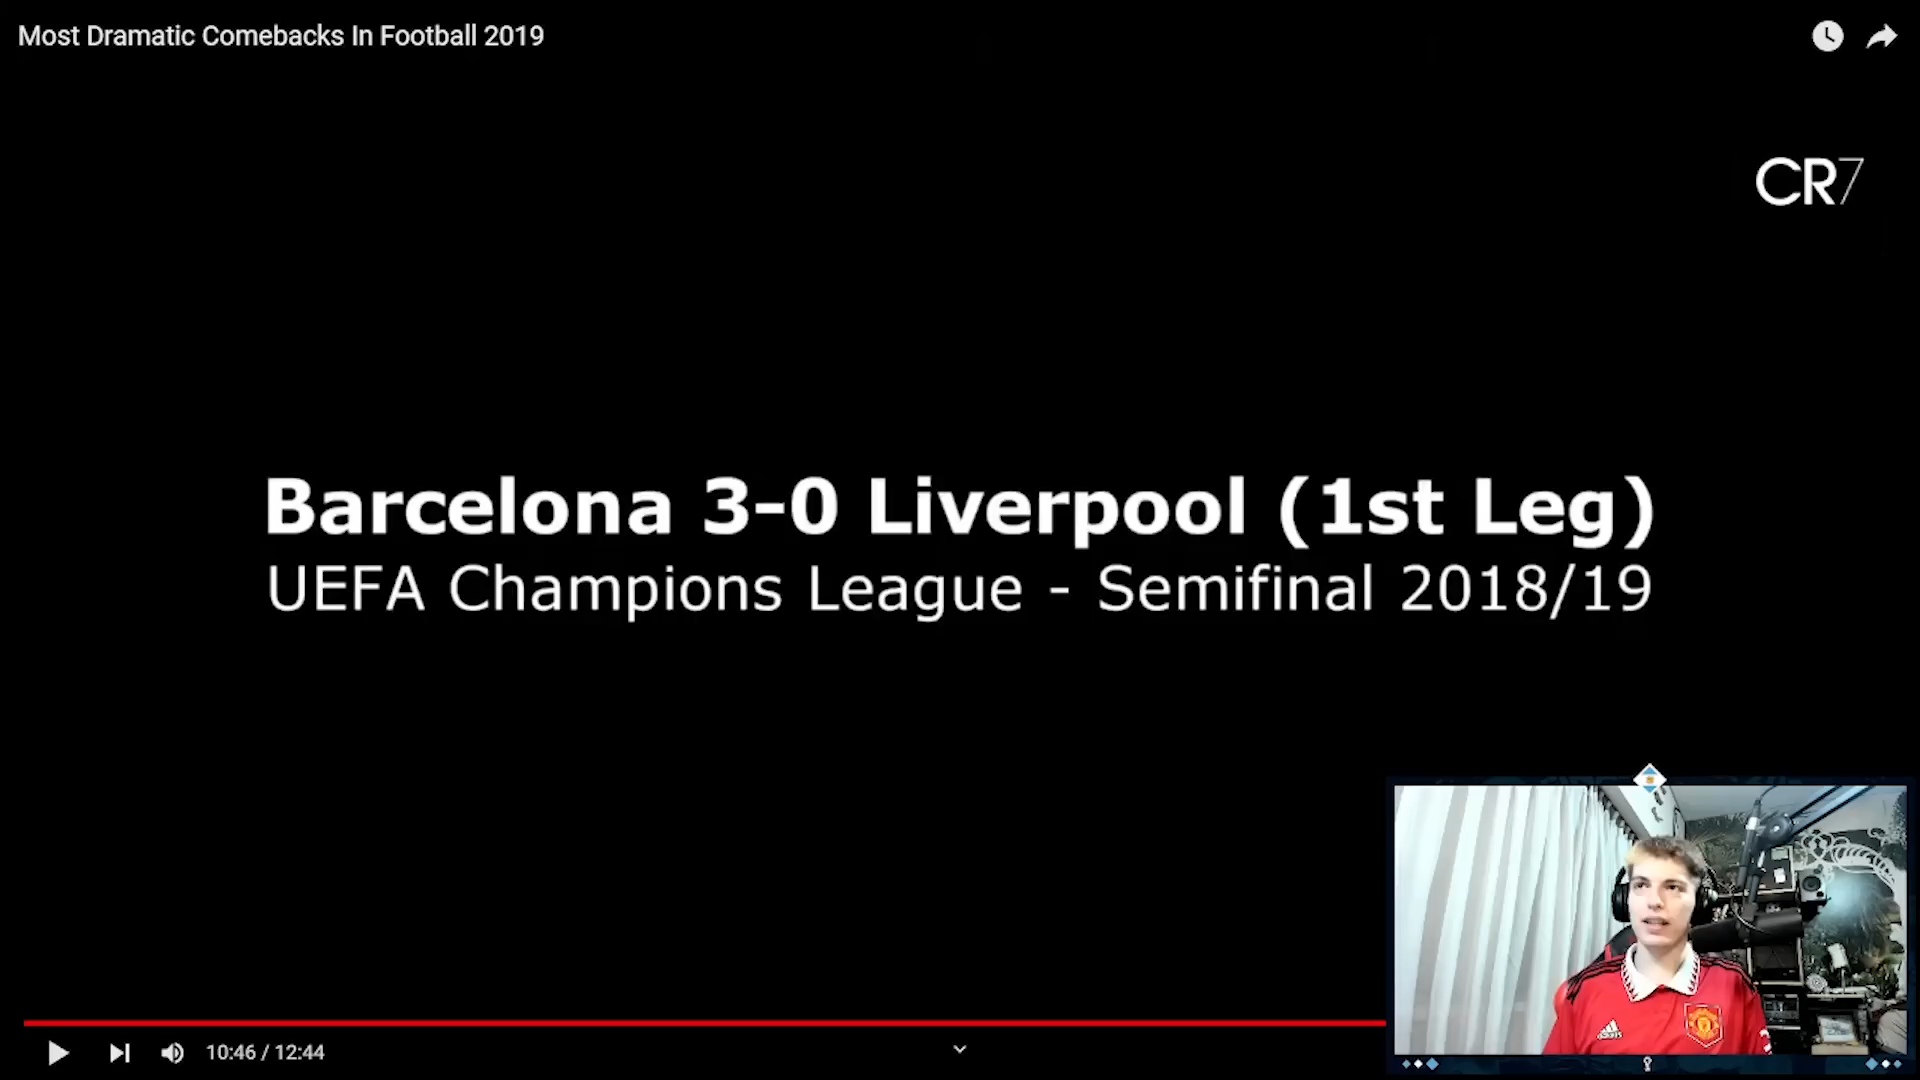 Most Dramatic Comebacks In Football 2019
CR7
Barcelona 3-0 Liverpool (1st Leg)
UEFA Champions League - Semifinal 2018/19
10:46 / 12:44